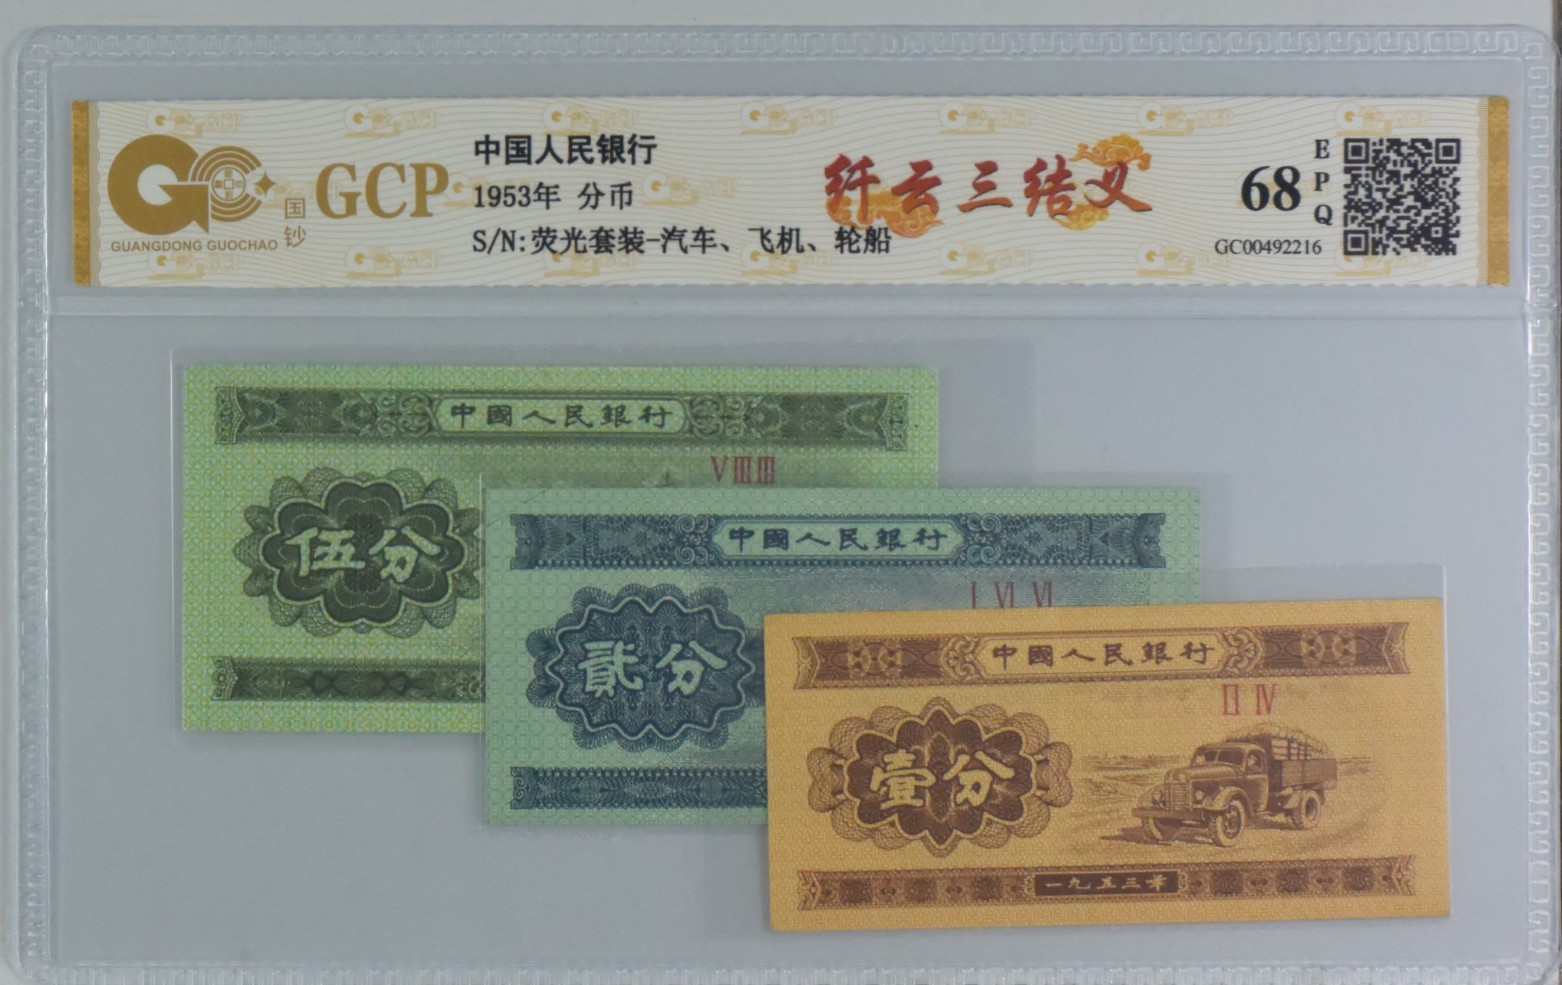 GCP
国钞
GUANGDONG GUOCHAO
中国人民银行
1953年 分币
S/N:荧光套装-汽车、飞机、轮船
纤云三结义
68
EPQ
GC00492216
中國人民銀行
VⅢⅢ
伍分
中國人民銀行
Ⅰ Ⅵ Ⅵ
貳分
中國人民銀行
Ⅱ Ⅳ
壹分
一九五三年